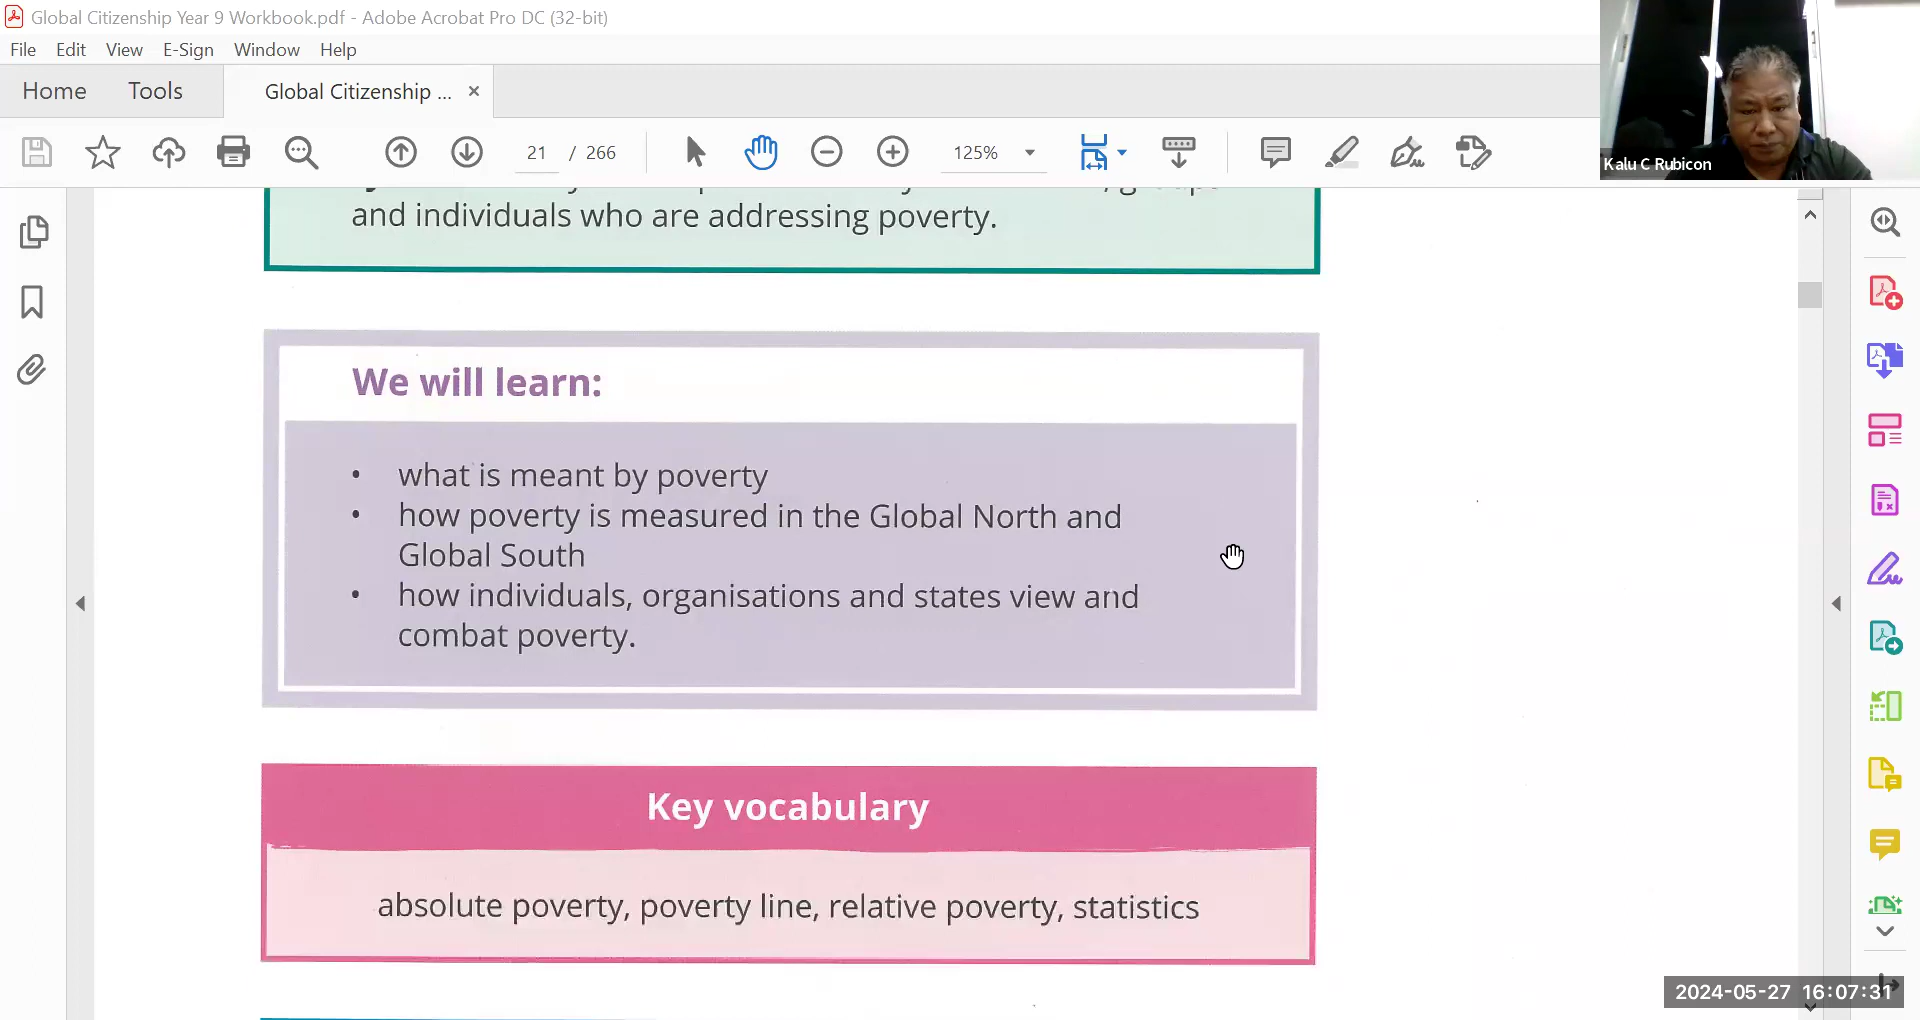 Global Citizenship Year 9 Workbook.pdf - Adobe Acrobat Pro DC (32-bit)
File Edit View E-Sign Window Help
Home Tools Global Citizenship ... ×
21 / 266 125%
Kalu C Rubicon
and individuals who are addressing poverty.
We will learn:
• what is meant by poverty
• how poverty is measured in the Global North and
Global South
• how individuals, organisations and states view and
combat poverty.
Key vocabulary
absolute poverty, poverty line, relative poverty, statistics
2024-05-27 16:07:31